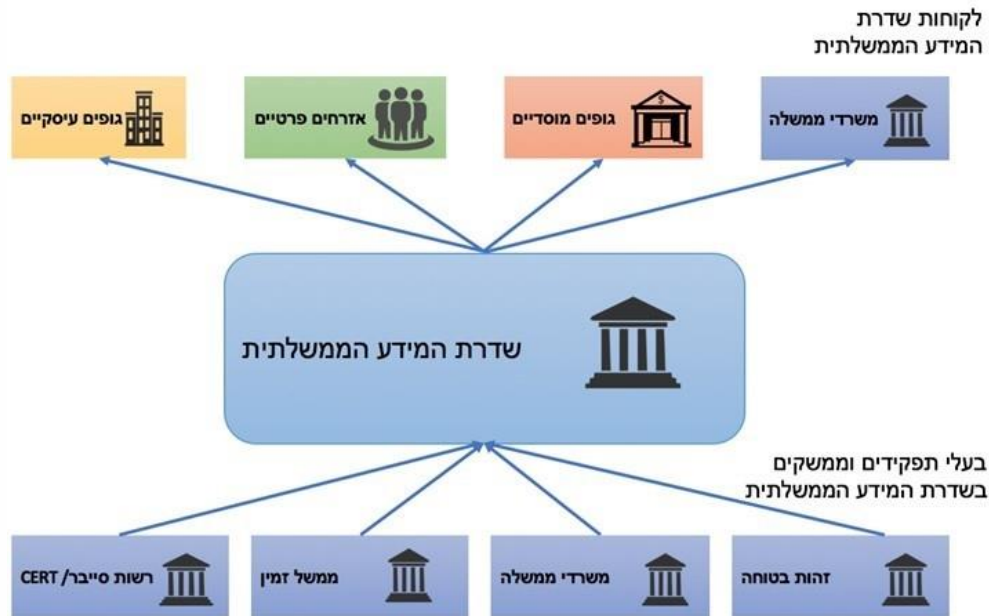 לקוחות שדרת
המידע הממשלתית
משרדי ממשלה
גופים מוסדיים
אזרחים פרטיים
גופים עיסקיים
שדרת המידע הממשלתית
בעלי תפקידים וממשקים
בשדרת המידע הממשלתית
זהות בטוחה
משרדי ממשלה
ממשל זמין
רשות סייבר/ CERT